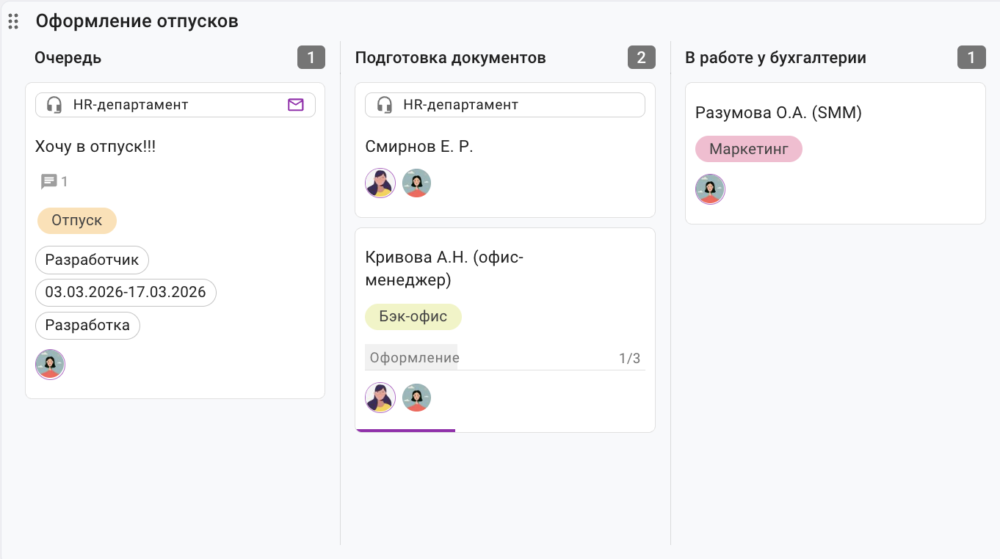 Оформление отпусков
Очередь
1
HR-департамент
Хочу в отпуск!!!
1
Отпуск
Разработчик
03.03.2026-17.03.2026
Разработка
Подготовка документов
2
HR-департамент
Смирнов Е. Р.
Кривова А.Н. (офис-
менеджер)
Бэк-офис
Оформление
1/3
В работе у бухгалтерии
1
Разумова О.А. (SMM)
Маркетинг